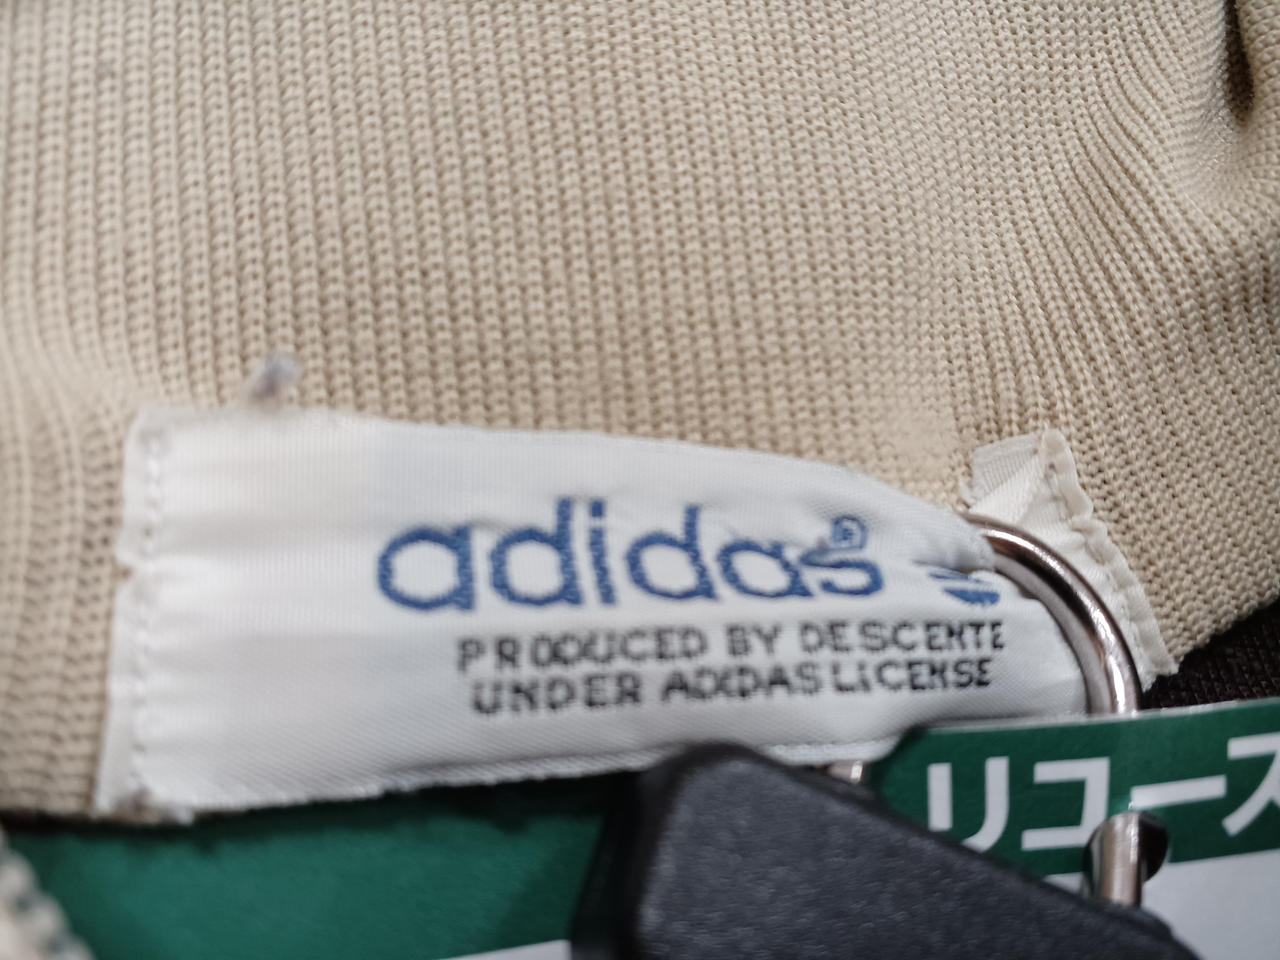 adidas®
PRODUCED BY DESCENTE
UNDER ADIDAS LICENSE
リユース